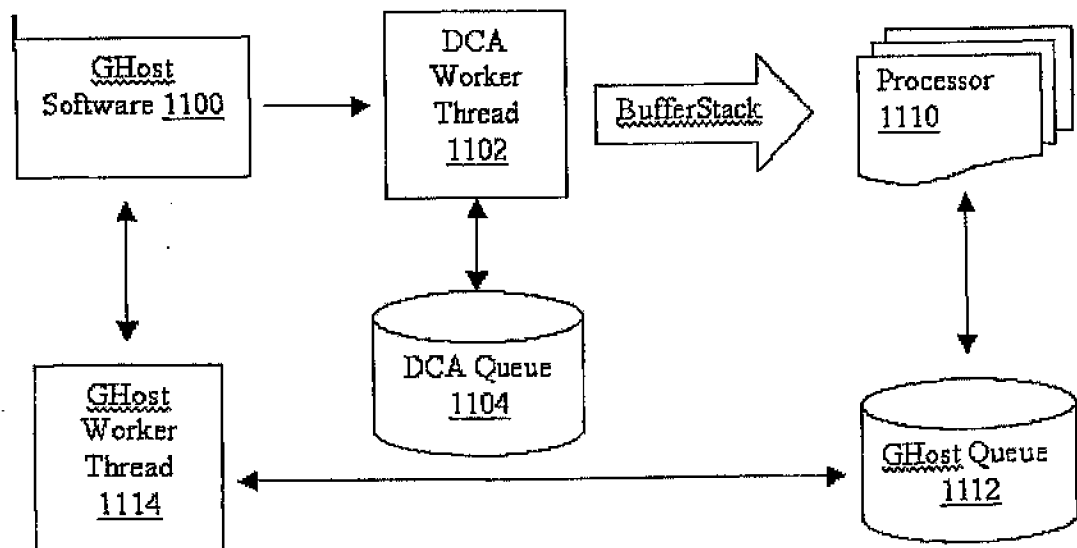 GHost
Software 1100
DCA
Worker
Thread
1102
BufferStack
Processor
1110
DCA Queue
1104
GHost
Worker
Thread
1114
GHost Queue
1112